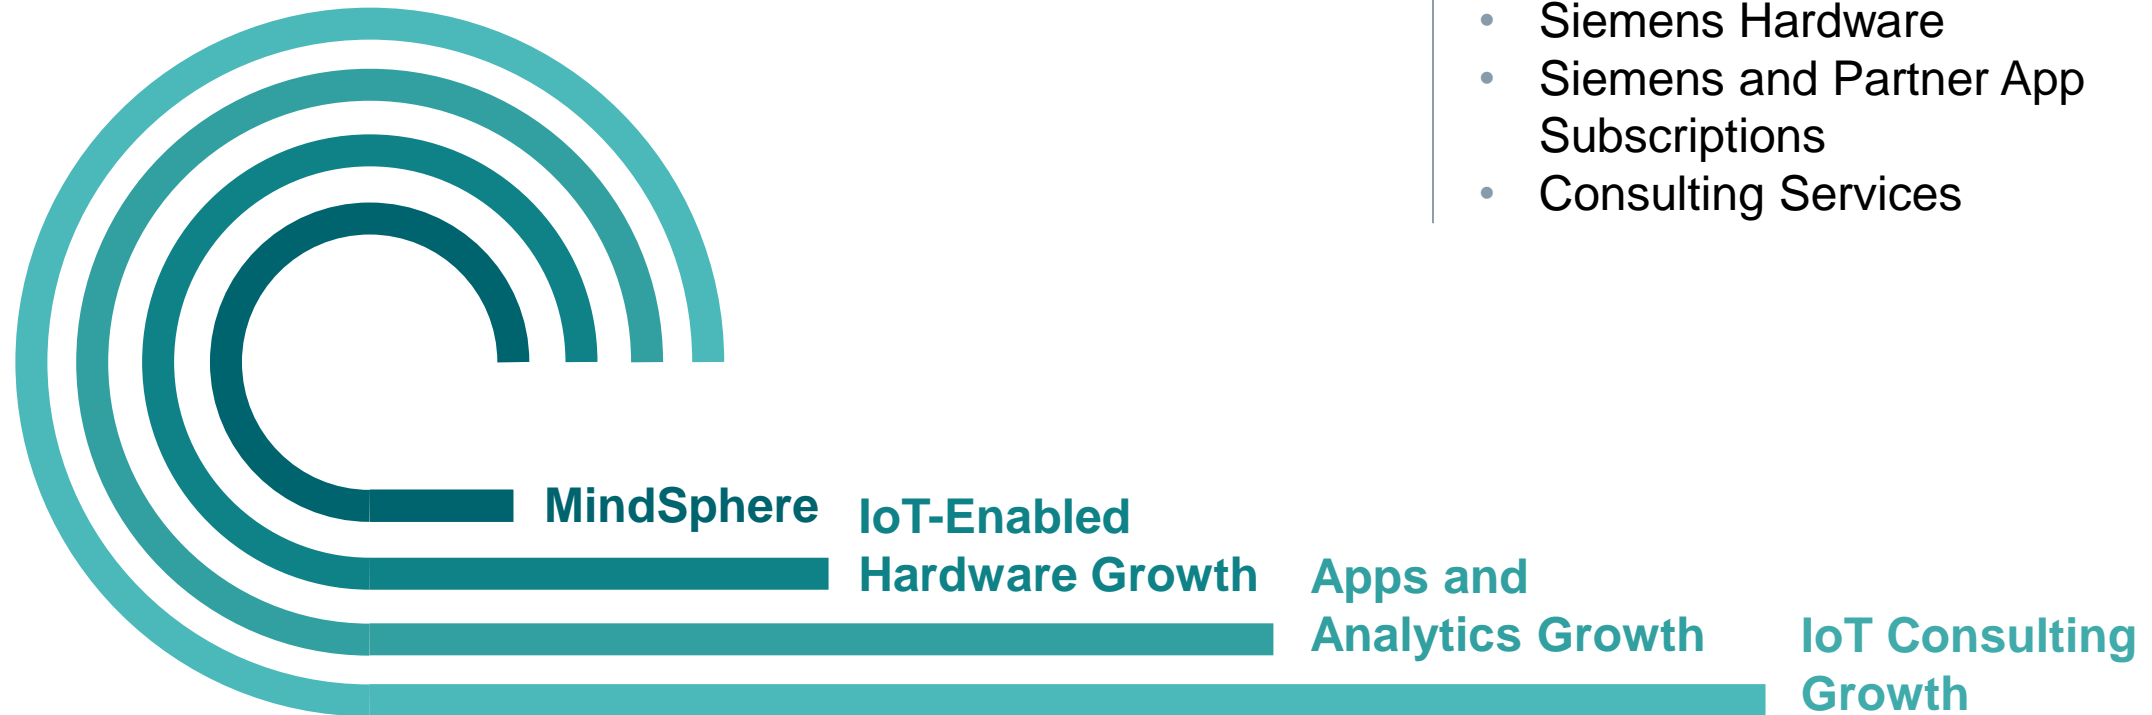 • Siemens Hardware
• Siemens and Partner App
Subscriptions
• Consulting Services
MindSphere
IoT-Enabled
Hardware Growth
Apps and
Analytics Growth
IoT Consulting
Growth